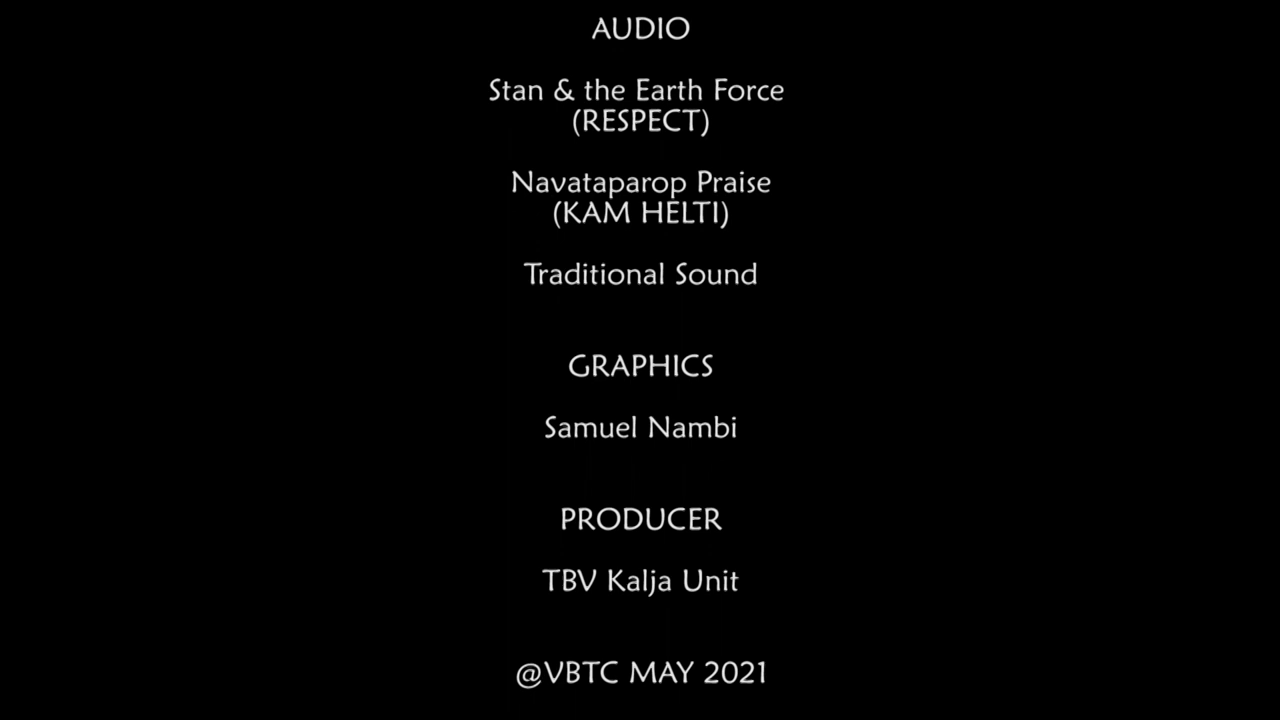 AUDIO
Stan & the Earth Force
(RESPECT)
Navataparop Praise
(KAM HELTI)
Traditional Sound
GRAPHICS
Samuel Nambi
PRODUCER
TBV Kalja Unit
@VBTC MAY 2021